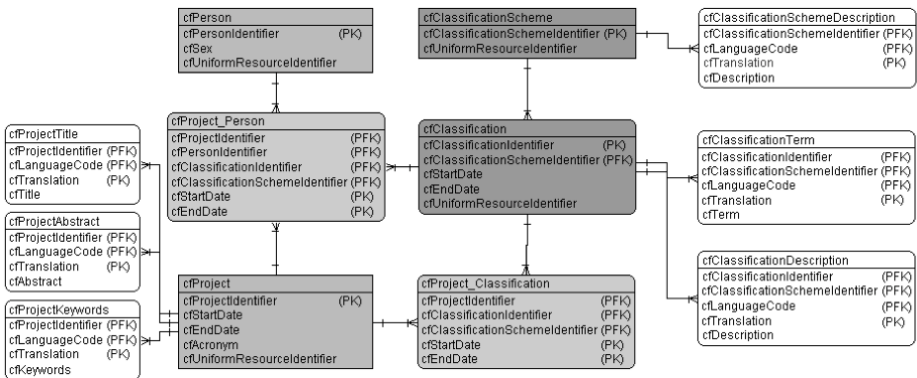 cfPerson
cfPersonIdentifier (PK)
cfSex
cfUniformResourceIdentifier
cfClassificationScheme
cfClassificationSchemeIdentifier (PK)
cfUniformResourceIdentifier
cfClassificationSchemeDescription
cfClassificationSchemeIdentifier (PFK)
cfLanguageCode (PFK)
cfTranslation (PK)
cfDescription
cfProjectTitle
cfProjectIdentifier (PFK)
cfLanguageCode (PFK)
cfTranslation (PK)
cfTitle
cfProject_Person
cfProjectIdentifier (PFK)
cfPersonIdentifier (PFK)
cfClassificationIdentifier (PFK)
cfClassificationSchemeIdentifier (PFK)
cfStartDate (PK)
cfEndDate (PK)
cfClassification
cfClassificationIdentifier (PK)
cfClassificationSchemeIdentifier (PFK)
cfStartDate
cfEndDate
cfUniformResourceIdentifier
cfClassificationTerm
cfClassificationIdentifier (PFK)
cfClassificationSchemeIdentifier (PFK)
cfLanguageCode (PFK)
cfTranslation (PK)
cfTerm
cfProjectAbstract
cfProjectIdentifier (PFK)
cfLanguageCode (PFK)
cfTranslation (PK)
cfAbstract
cfProjectKeywords
cfProjectIdentifier (PFK)
cfLanguageCode (PFK)
cfTranslation (PK)
cfKeywords
cfProject
cfProjectIdentifier (PK)
cfStartDate
cfEndDate
cfAcronym
cfUniformResourceIdentifier
cfProject_Classification
cfProjectIdentifier (PFK)
cfClassificationIdentifier (PFK)
cfClassificationSchemeIdentifier (PFK)
cfStartDate (PK)
cfEndDate (PK)
cfClassificationDescription
cfClassificationIdentifier (PFK)
cfClassificationSchemeIdentifier (PFK)
cfLanguageCode (PFK)
cfTranslation (PK)
cfDescription